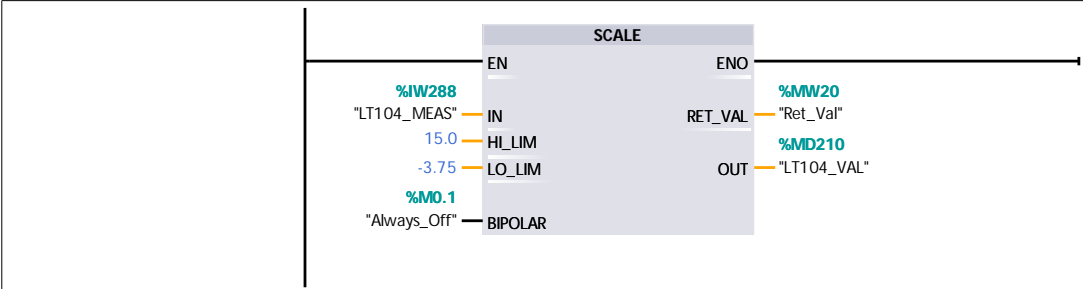 SCALE
EN ENO
%IW288 %MW20
"LT104_MEAS" IN RET_VAL "Ret_Val"
15.0 HI_LIM %MD210
-3.75 LO_LIM OUT "LT104_VAL"
%M0.1
"Always_Off" BIPOLAR